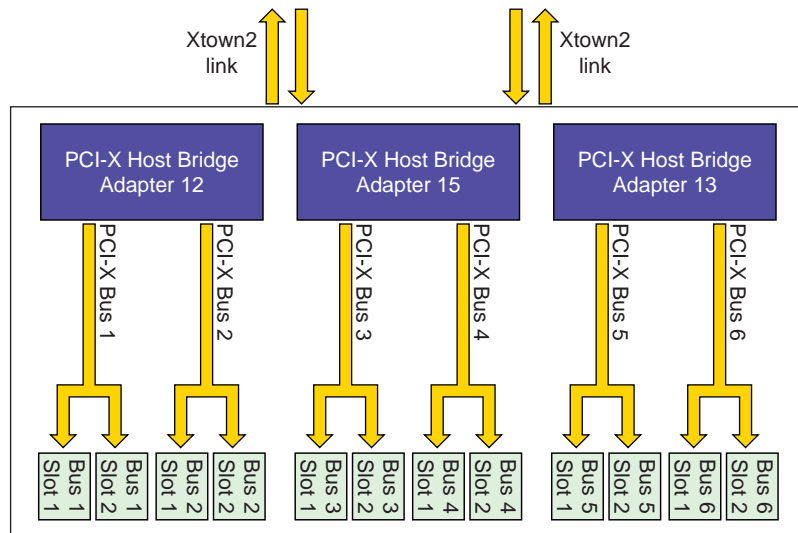 Xtown2
link
Xtown2
link
PCI-X Host Bridge
Adapter 12
PCI-X Host Bridge
Adapter 15
PCI-X Host Bridge
Adapter 13
PCI-X Bus 1
PCI-X Bus 2
PCI-X Bus 3
PCI-X Bus 4
PCI-X Bus 5
PCI-X Bus 6
Bus 1
Slot 1
Bus 1
Slot 2
Bus 2
Slot 1
Bus 2
Slot 2
Bus 3
Slot 1
Bus 3
Slot 2
Bus 4
Slot 1
Bus 4
Slot 2
Bus 5
Slot 1
Bus 5
Slot 2
Bus 6
Slot 1
Bus 6
Slot 2